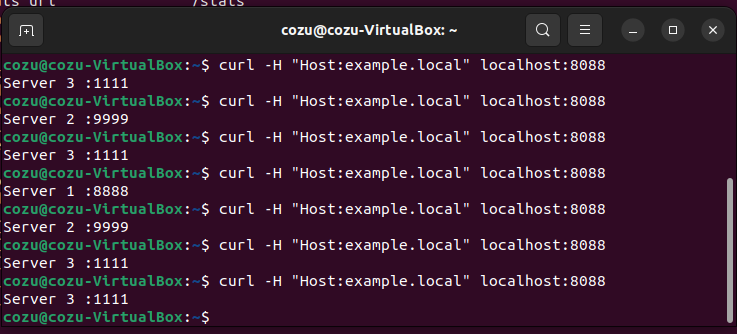 /stats
cozu@cozu-VirtualBox: ~
cozu@cozu-VirtualBox:~$ curl -H "Host:example.local" localhost:8088
Server 3 :1111
cozu@cozu-VirtualBox:~$ curl -H "Host:example.local" localhost:8088
Server 2 :9999
cozu@cozu-VirtualBox:~$ curl -H "Host:example.local" localhost:8088
Server 3 :1111
cozu@cozu-VirtualBox:~$ curl -H "Host:example.local" localhost:8088
Server 1 :8888
cozu@cozu-VirtualBox:~$ curl -H "Host:example.local" localhost:8088
Server 2 :9999
cozu@cozu-VirtualBox:~$ curl -H "Host:example.local" localhost:8088
Server 3 :1111
cozu@cozu-VirtualBox:~$ curl -H "Host:example.local" localhost:8088
Server 3 :1111
cozu@cozu-VirtualBox:~$